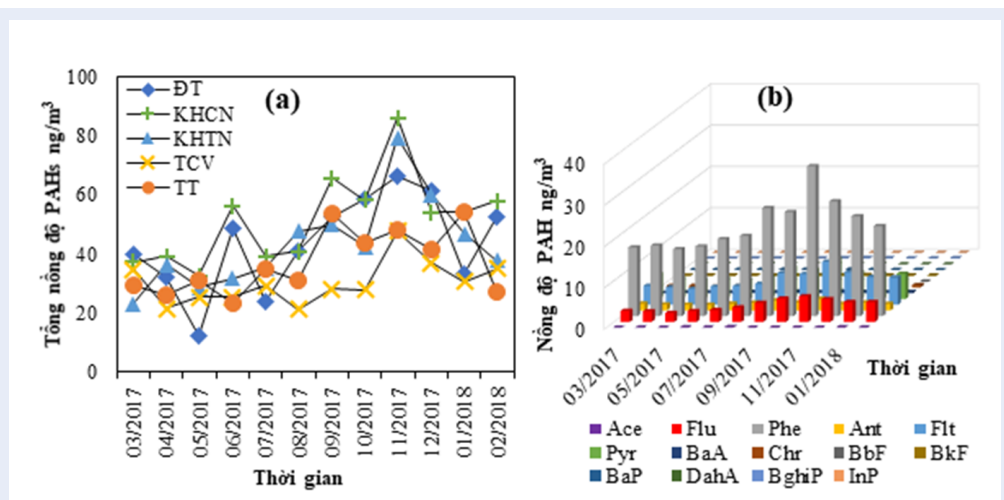 Tổng nồng độ PAHs ng/m³
100
80
60
40
20
0
ĐT
KHCN
KHTN
TCV
TT
(a)
03/2017
04/2017
05/2017
06/2017
07/2017
08/2017
09/2017
10/2017
11/2017
12/2017
01/2018
02/2018
Thời gian
(b)
Nồng độ PAH ng/m³
40
30
20
10
0
03/2017
05/2017
07/2017
09/2017
11/2017
01/2018
Thời gian
Ace Flu Phe Ant Flt
Pyr BaA Chr BbF BkF
BaP DahA BghiP InP